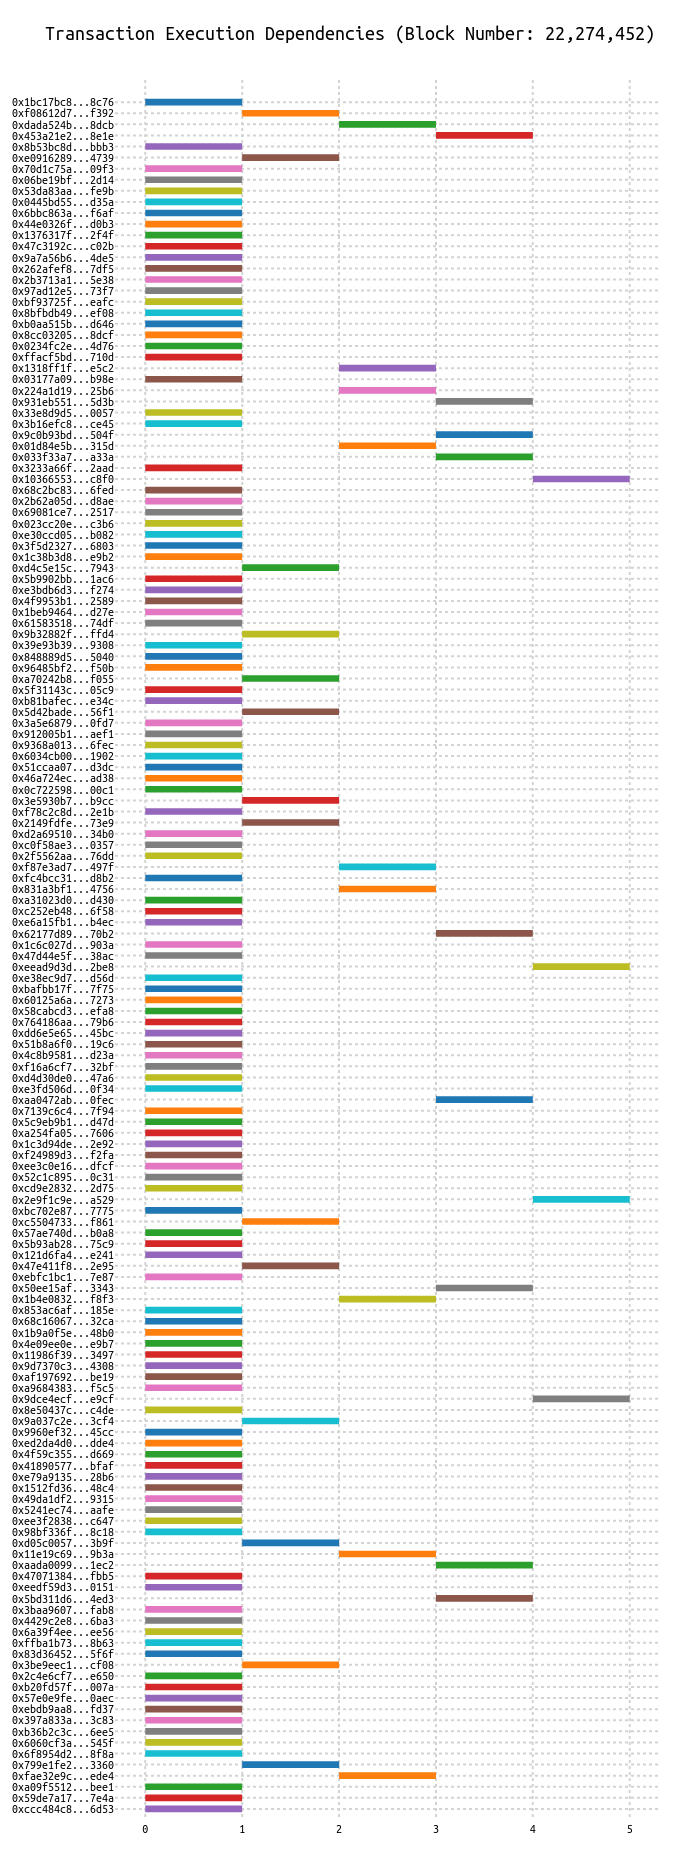 Transaction Execution Dependencies (Block Number: 22,274,452)
0x1bc17bc8...8c76
0xf08612d7...f392
0xdada524b...8dcb
0x453a21e2...8e1e
0x8b53bc8d...bbb3
0xe0916289...4739
0x70d1c75a...09f3
0x06be19bf...2d14
0x53da83aa...fe9b
0x0445bd55...d35a
0x6bbc863a...f6af
0x44e0326f...d0b3
0x1376317f...2f4f
0x47c3192c...c02b
0x9a7a56b6...4de5
0x262afef8...7df5
0x2b3713a1...5e38
0x97ad12e5...73f7
0xbf93725f...eafc
0x8bfbdb49...ef08
0xb0aa515b...d646
0x8cc03205...8dcf
0x0234fc2e...4d76
0xffacf5bd...710d
0x1318ff1f...e5c2
0x03177a09...b98e
0x224a1d19...25b6
0x931eb551...5d3b
0x33e8d9d5...0057
0x3b16efc8...ce45
0x9c0b93bd...504f
0x01d84e5b...315d
0x033f33a7...a33a
0x3233a66f...2aad
0x10366553...c8f0
0x68c2bc83...6fed
0x2b62a05d...d8ae
0x69081ce7...2517
0x023cc20e...c3b6
0xe30ccd05...b082
0x3f5d2327...6803
0x1c38b3d8...e9b2
0xd4c5e15c...7943
0x5b9902bb...1ac6
0xe3bdb6d3...f274
0x4f9953b1...2589
0x1beb9464...d27e
0x61583518...74df
0x9b32882f...ffd4
0x39e93b39...9308
0x848889d5...5040
0x96485bf2...f50b
0xa70242b8...f055
0x5f31143c...05c9
0xb81bafec...e34c
0x5d42bade...56f1
0x3a5e6879...0fd7
0x912005b1...aef1
0x9368a013...6fec
0x6034cb00...1902
0x51ccaa07...d3dc
0x46a724ec...ad38
0x0c722598...00c1
0x3e5930b7...b9cc
0xf78c2c8d...2e1b
0x2149fdfe...73e9
0xd2a69510...34b0
0xc0f58ae3...0357
0x2f5562aa...76dd
0xf87e3ad7...497f
0xfc4bcc31...d8b2
0x831a3bf1...4756
0xa31023d0...d430
0xc252eb48...6f58
0xe6a15fb1...b4ec
0x62177d89...70b2
0x1c6c027d...903a
0x47d44e5f...38ac
0xeead9d3d...2be8
0xe38ec9d7...d56d
0xbafbb17f...7f75
0x60125a6a...7273
0x58cabcd3...efa8
0x764186aa...79b6
0xdd6e5e65...45bc
0x51b8a6f0...19c6
0x4c8b9581...d23a
0xf16a6cf7...32bf
0xd4d30de0...47a6
0xe3fd506d...0f34
0xaa0472ab...0fec
0x7139c6c4...7f94
0x5c9eb9b1...d47d
0xa254fa05...7606
0x1c3d94de...2e92
0xf24989d3...f2fa
0xee3c0e16...dfcf
0x52c1c895...0c31
0xcd9e2832...2d75
0x2e9f1c9e...a529
0xbc702e87...7775
0xc5504733...f861
0x57ae740d...b0a8
0x5b93ab28...75c9
0x121d6fa4...e241
0x47e411f8...2e95
0xebfc1bc1...7e87
0x50ee15af...3343
0x1b4e0832...f8f3
0x853ac6af...185e
0x68c16067...32ca
0x1b9a0f5e...48b0
0x4e09ee0e...e9b7
0x11986f39...3497
0x9d7370c3...4308
0xaf197692...be19
0xa9684383...f5c5
0x9dce4ecf...e9cf
0x8e50437c...c4de
0x9a037c2e...3cf4
0x9960ef32...45cc
0xed2da4d0...dde4
0x4f59c355...d669
0x41890577...bfaf
0xe79a9135...28b6
0x1512fd36...48c4
0x49da1df2...9315
0x5241ec74...aafe
0xee3f2838...c647
0x98bf336f...8c18
0xd05c0057...3b9f
0x11e19c69...9b3a
0xaada0099...1ec2
0x47071384...fbb5
0xeedf59d3...0151
0x5bd311d6...4ed3
0x3baa9607...fab8
0x4429c2e8...6ba3
0x6a39f4ee...ee56
0xffba1b73...8b63
0x83d36452...5f6f
0x3be9eec1...cf08
0x2c4e6cf7...e650
0xb20fd57f...007a
0x57e0e9fe...0aec
0xebdb9aa8...fd37
0x397a833a...3c83
0xb36b2c3c...6ee5
0x6060cf3a...545f
0x6f8954d2...8f8a
0x799e1fe2...3360
0xfae32e9c...ede4
0xa09f5512...bee1
0x59de7a17...7e4a
0xccc484c8...6d53
0 1 2 3 4 5